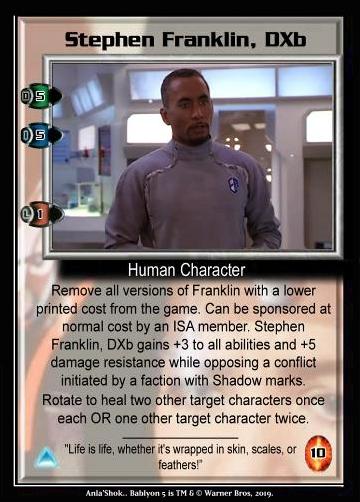 Stephen Franklin, DXb
D 5
D 5
L 1
Human Character
Remove all versions of Franklin with a lower
printed cost from the game. Can be sponsored at
normal cost by an ISA member. Stephen
Franklin, DXb gains +3 to all abilities and +5
damage resistance while opposing a conflict
initiated by a faction with Shadow marks.
Rotate to heal two other target characters once
each OR one other target character twice.
"Life is life, whether it's wrapped in skin, scales, or
feathers!"
10
Anla'Shok.. Bablyon 5 is TM & © Warner Bros, 2019.